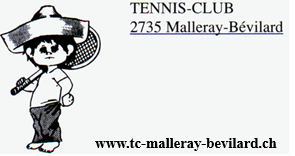 TENNIS-CLUB
2735 Malleray-Bévilard
www.tc-malleray-bevilard.ch